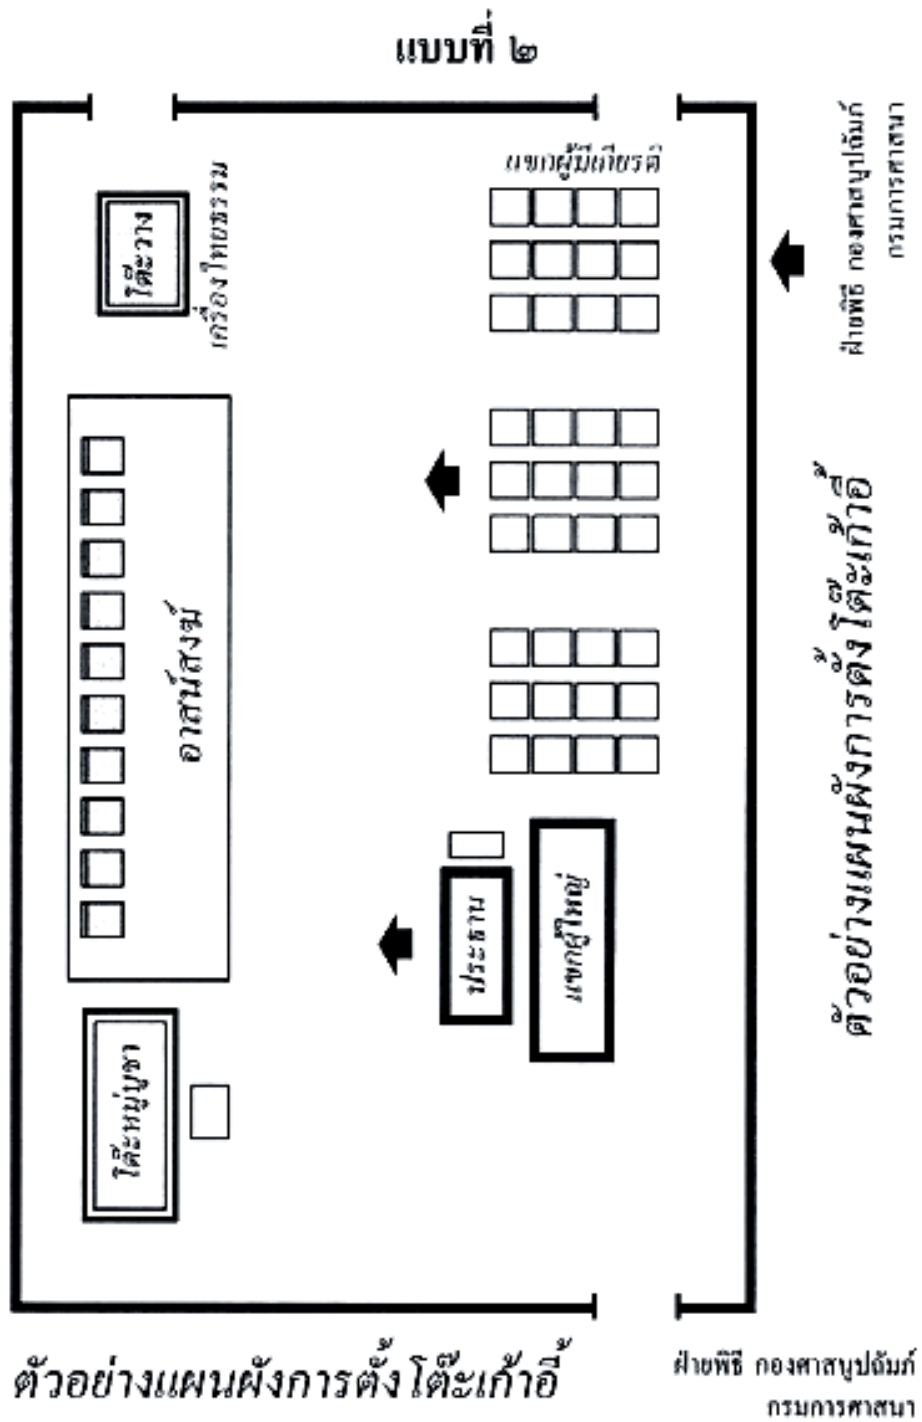 แบบที่ ๒
แขกผู้มีเกียรติ
โต๊ะวาง
เครื่องไทยธรรม
ฝ่ายพิธี กองศาสนูปถัมภ์
กรมการศาสนา
อาสน์สงฆ์
ตัวอย่างแผนผังการตั้งโต๊ะเก้าอี้
ประธาน
แขกผู้ใหญ่
โต๊ะหมู่บูชา
ตัวอย่างแผนผังการตั้งโต๊ะเก้าอี้
ฝ่ายพิธี กองศาสนูปถัมภ์
กรมการศาสนา